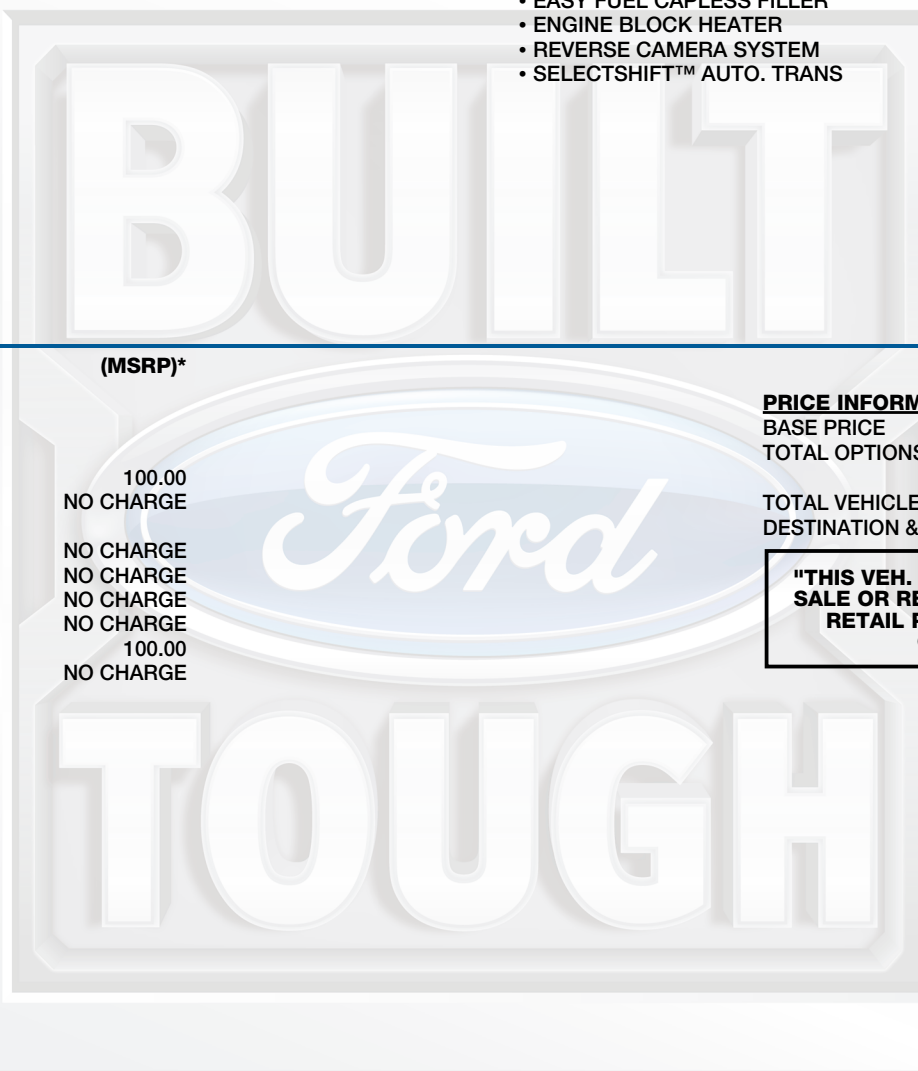 • EASY FUEL CAPLESS FILLER
• ENGINE BLOCK HEATER
• REVERSE CAMERA SYSTEM
• SELECTSHIFT™ AUTO. TRANS
BUILT
(MSRP)*
100.00
NO CHARGE
NO CHARGE
NO CHARGE
NO CHARGE
NO CHARGE
100.00
NO CHARGE
Ford
PRICE INFORM
BASE PRICE
TOTAL OPTIONS
TOTAL VEHICLE
DESTINATION &
"THIS VEH.
SALE OR RE
RETAIL P
TOUGH